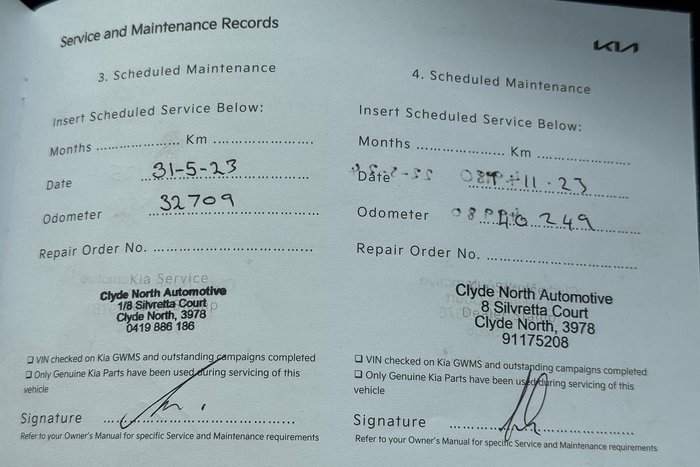 Service and Maintenance Records
KIA
3. Scheduled Maintenance
Insert Scheduled Service Below:
Months .................... Km ........................
Date 31-5-23
Odometer 32709
Repair Order No. ......................................
Kia Service
Clyde North Automotive
1/8 Silvretta Court
Clyde North, 3978
0419 886 186
❏ VIN checked on Kia GWMS and outstanding campaigns completed
❏ Only Genuine Kia Parts have been used during servicing of this
vehicle
Signature ..............................................
Refer to your Owner's Manual for specific Service and Maintenance requirements
4. Scheduled Maintenance
Insert Scheduled Service Below:
Months .................... Km ........................
Date 11-23
Odometer 40249
Repair Order No. ......................................
Clyde North Automotive
8 Silvretta Court
Clyde North, 3978
91175208
❏ VIN checked on Kia GWMS and outstanding campaigns completed
❏ Only Genuine Kia Parts have been used during servicing of this
vehicle
Signature ..............................................
Refer to your Owner's Manual for specific Service and Maintenance requirements